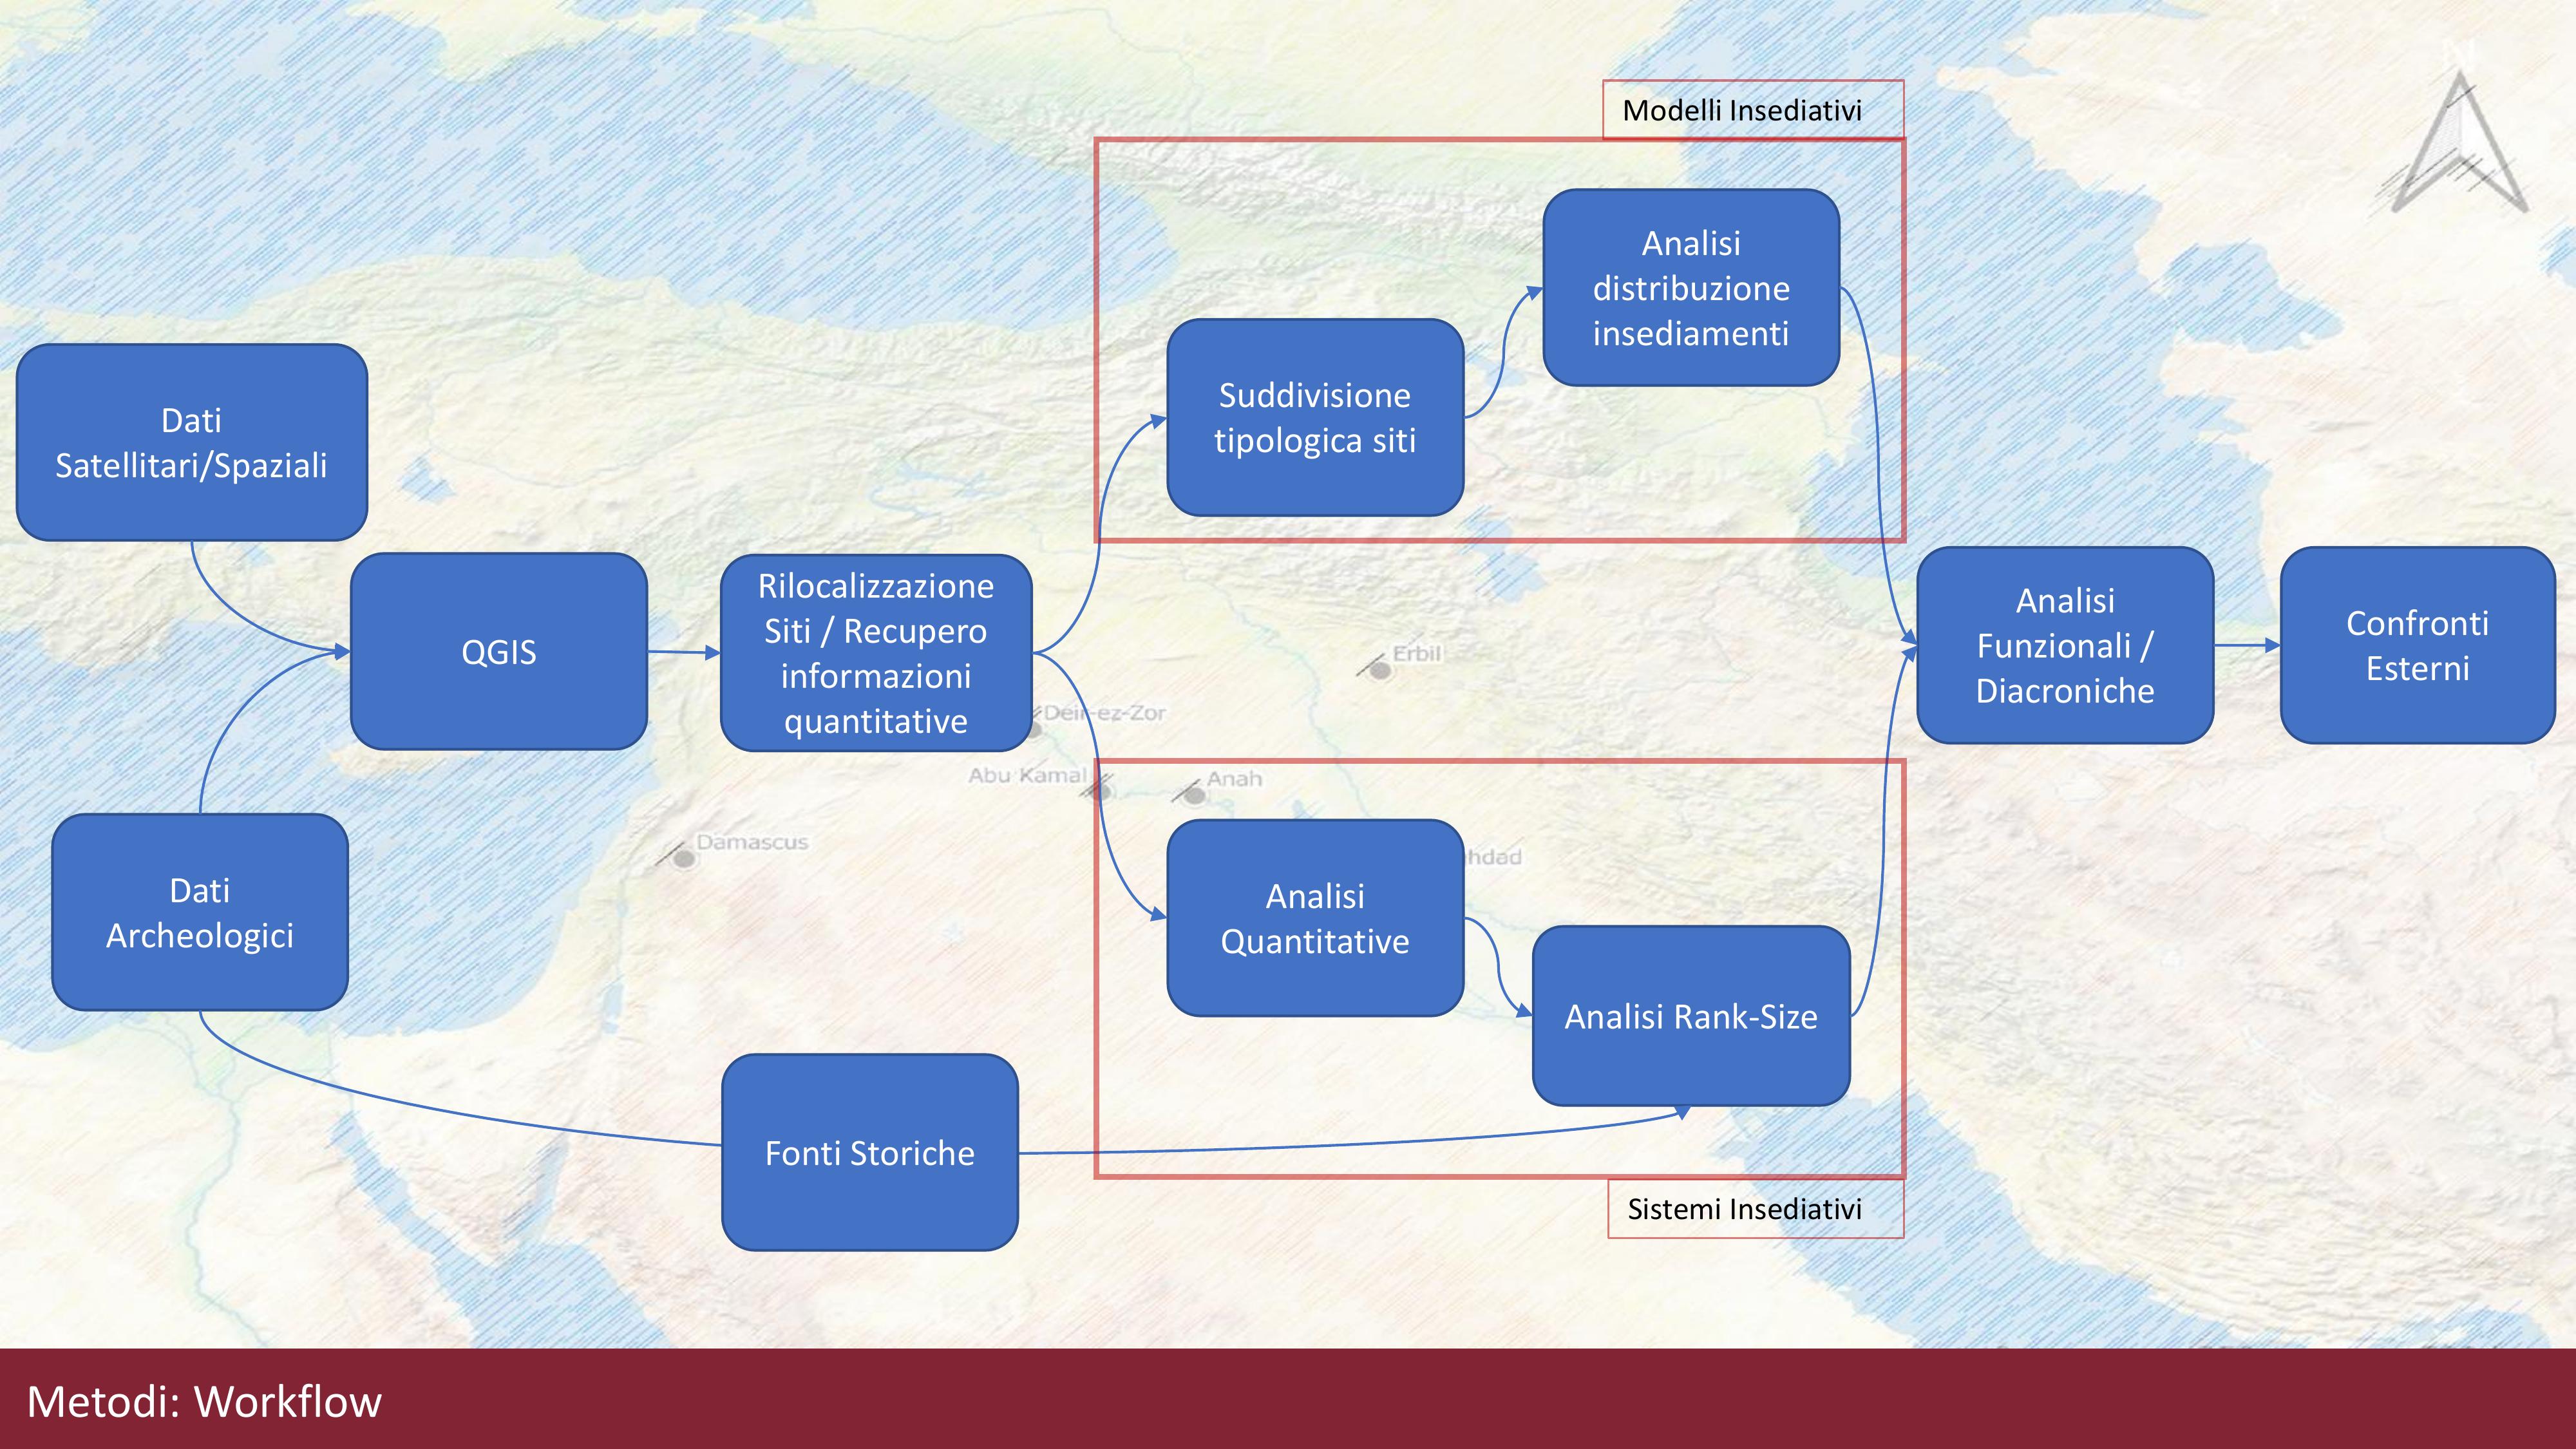 Modelli Insediativi
Analisi
distribuzione
insediamenti
Suddivisione
tipologica siti
Dati
Satellitari/Spaziali
QGIS
Rilocalizzazione
Siti / Recupero
informazioni
quantitative
Analisi
Funzionali /
Diacroniche
Confronti
Esterni
Erbil
Deir-ez-Zor
Abu Kamal
Anah
Damascus
hdad
Dati
Archeologici
Analisi
Quantitative
Analisi Rank-Size
Fonti Storiche
Sistemi Insediativi
Metodi: Workflow
N